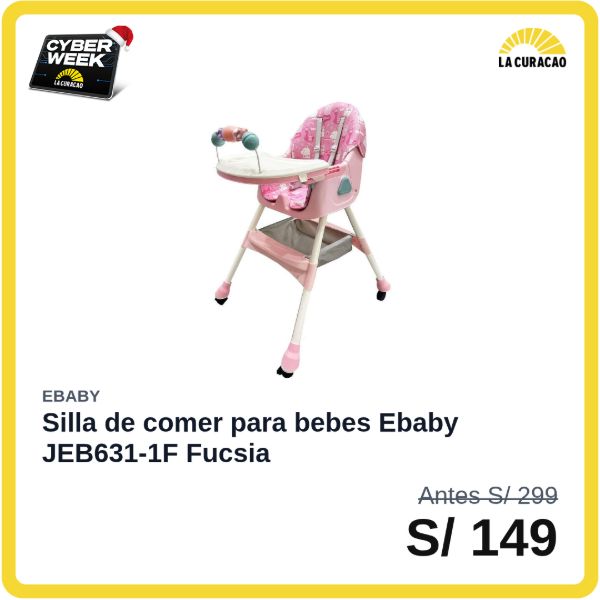 CYBER
WEEK
LA CURACAO
LA CURACAO
EBABY
Silla de comer para bebes Ebaby
JEB631-1F Fucsia
Antes S/ 299
S/ 149